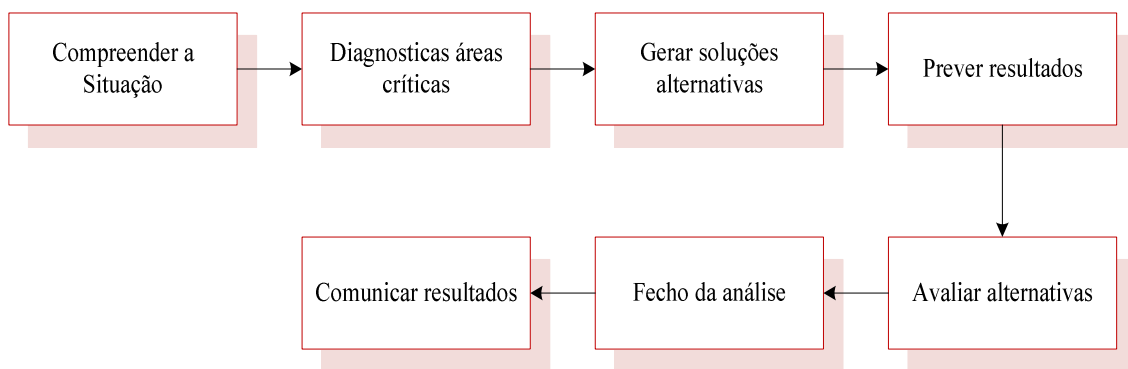 Compreender a
Situação
Diagnosticas áreas
críticas
Gerar soluções
alternativas
Prever resultados
Avaliar alternativas
Fecho da análise
Comunicar resultados